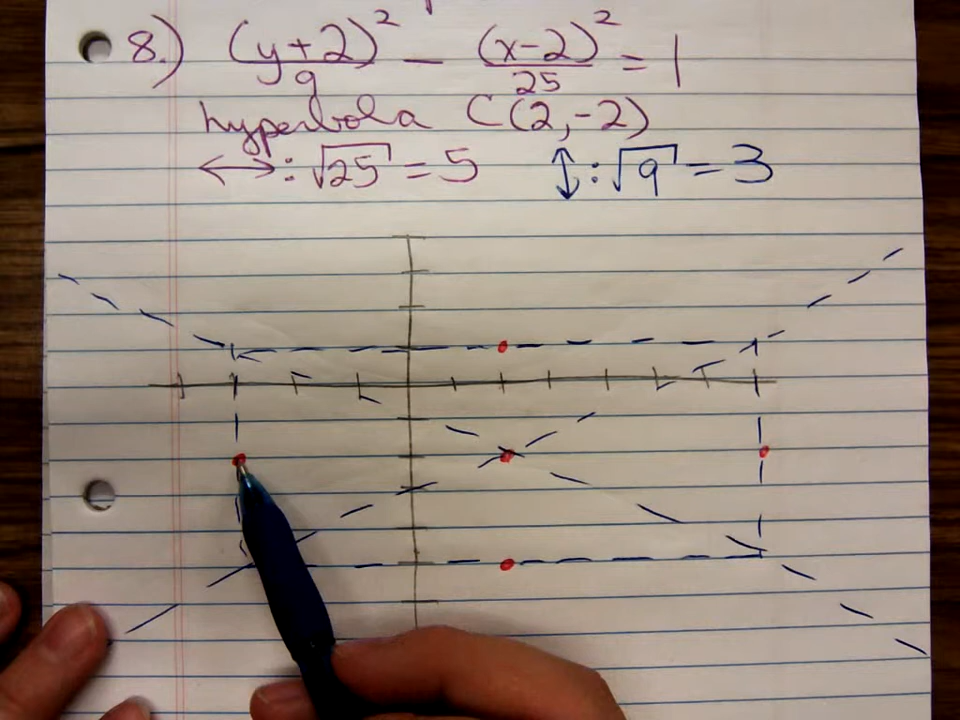 8.) (y+2)²/9 − (x−2)²/25 = 1
hyperbola C(2,−2)
↔: √25 = 5 ↕: √9 = 3